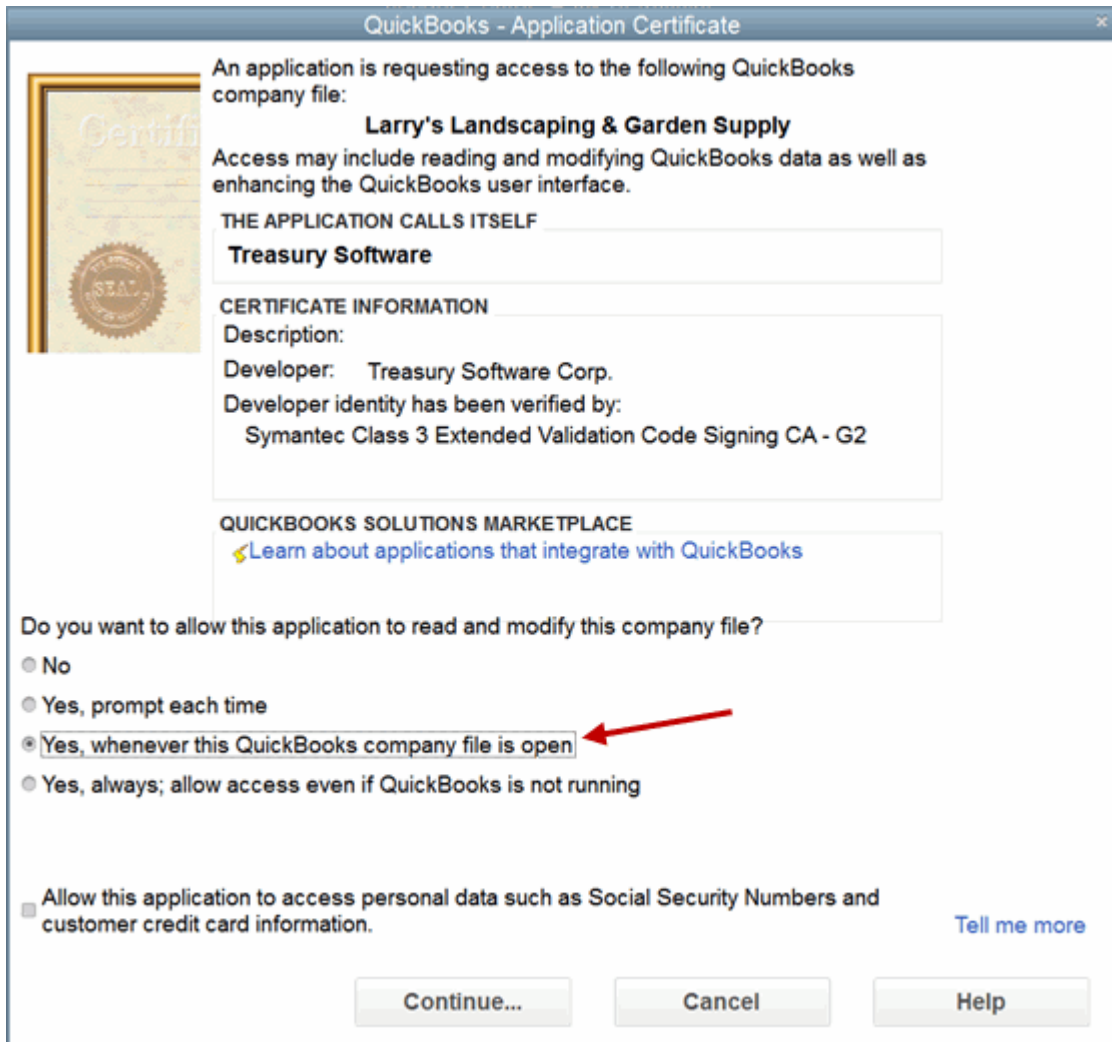 QuickBooks - Application Certificate
An application is requesting access to the following QuickBooks
company file:
Larry's Landscaping & Garden Supply
Access may include reading and modifying QuickBooks data as well as
enhancing the QuickBooks user interface.
THE APPLICATION CALLS ITSELF
Treasury Software
CERTIFICATE INFORMATION
Description:
Developer: Treasury Software Corp.
Developer identity has been verified by:
Symantec Class 3 Extended Validation Code Signing CA - G2
QUICKBOOKS SOLUTIONS MARKETPLACE
Learn about applications that integrate with QuickBooks
Do you want to allow this application to read and modify this company file?
No
Yes, prompt each time
Yes, whenever this QuickBooks company file is open
Yes, always; allow access even if QuickBooks is not running
Allow this application to access personal data such as Social Security Numbers and
customer credit card information.
Tell me more
Continue...
Cancel
Help
Certifi
SEAL